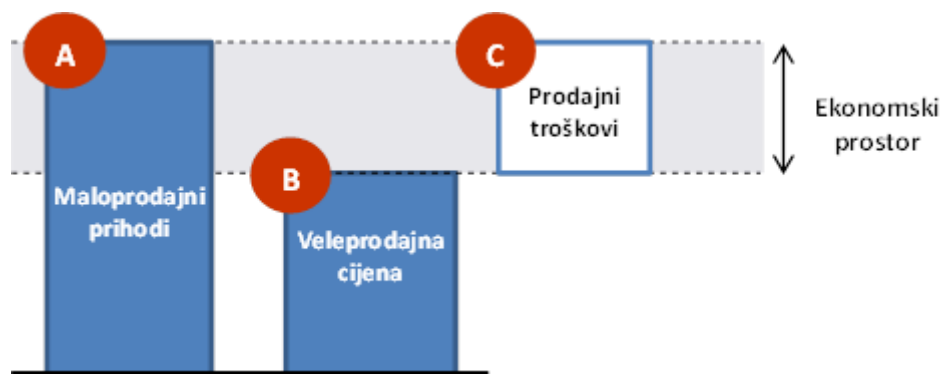 A
Maloprodajni
prihodi
B
Veleprodajna
cijena
C
Prodajni
troškovi
Ekonomski
prostor